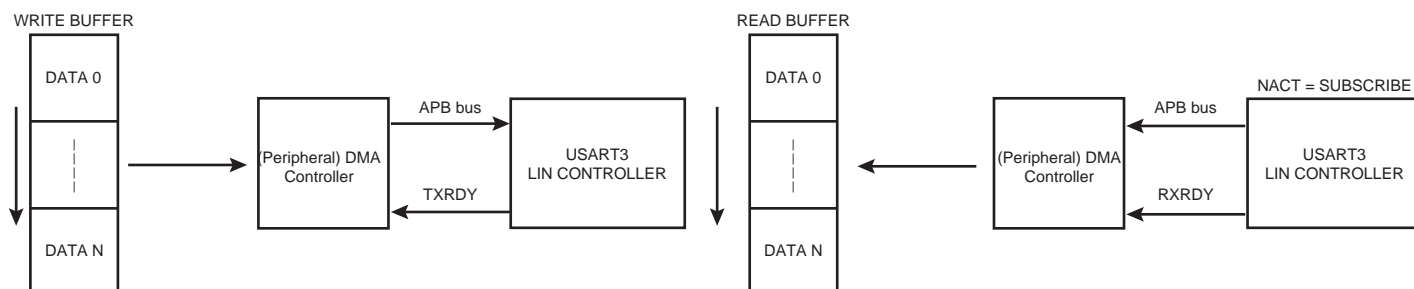 WRITE BUFFER
DATA 0
DATA N
(Peripheral) DMA
Controller
APB bus
TXRDY
USART3
LIN CONTROLLER
READ BUFFER
DATA 0
DATA N
(Peripheral) DMA
Controller
APB bus
RXRDY
NACT = SUBSCRIBE
USART3
LIN CONTROLLER